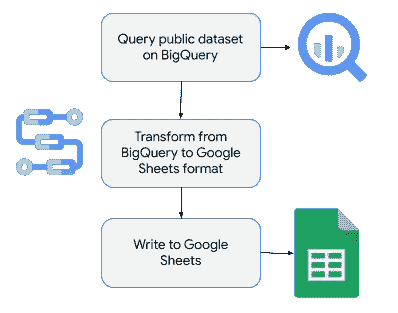 Query public dataset
on BigQuery
Transform from
BigQuery to Google
Sheets format
Write to Google
Sheets